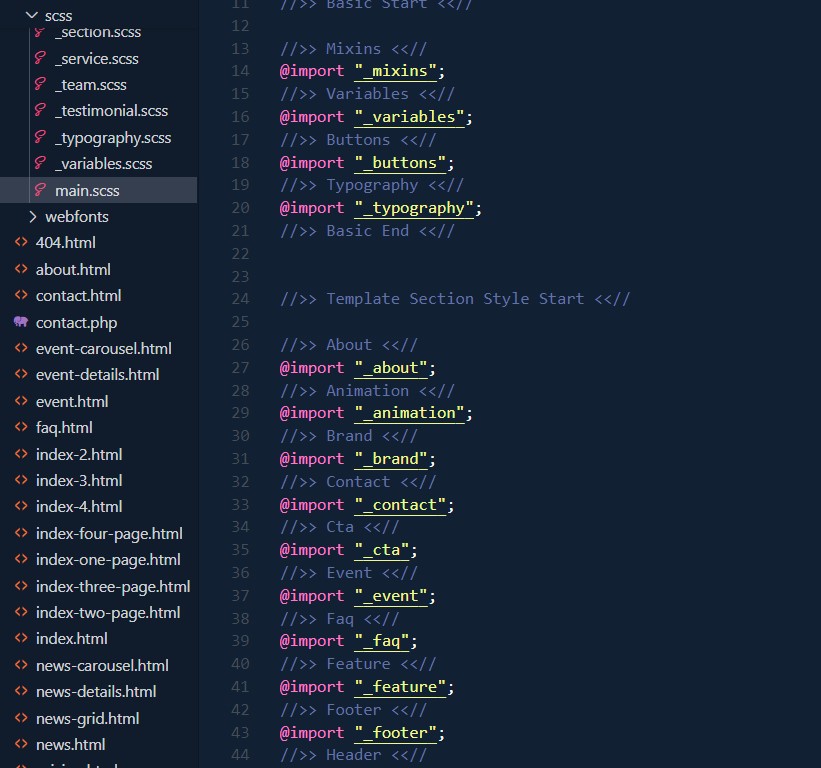 scss
_section.scss
_service.scss
_team.scss
_testimonial.scss
_typography.scss
_variables.scss
main.scss
webfonts
404.html
about.html
contact.html
contact.php
event-carousel.html
event-details.html
event.html
faq.html
index-2.html
index-3.html
index-4.html
index-four-page.html
index-one-page.html
index-three-page.html
index-two-page.html
index.html
news-carousel.html
news-details.html
news-grid.html
news.html
11 //>> Basic Start <<//
12
13 //>> Mixins <<//
14 @import "_mixins";
15 //>> Variables <<//
16 @import "_variables";
17 //>> Buttons <<//
18 @import "_buttons";
19 //>> Typography <<//
20 @import "_typography";
21 //>> Basic End <<//
22
23
24 //>> Template Section Style Start <<//
25
26 //>> About <<//
27 @import "_about";
28 //>> Animation <<//
29 @import "_animation";
30 //>> Brand <<//
31 @import "_brand";
32 //>> Contact <<//
33 @import "_contact";
34 //>> Cta <<//
35 @import "_cta";
36 //>> Event <<//
37 @import "_event";
38 //>> Faq <<//
39 @import "_faq";
40 //>> Feature <<//
41 @import "_feature";
42 //>> Footer <<//
43 @import "_footer";
44 //>> Header <<//